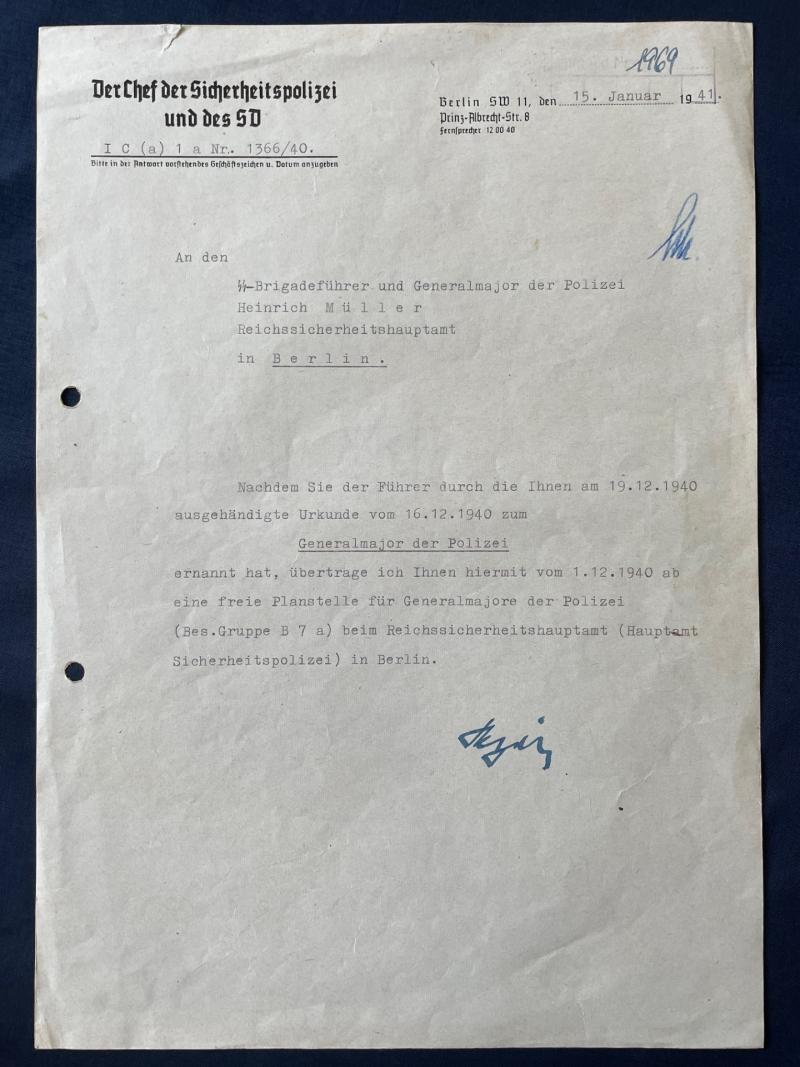 1969
Der Chef der Sicherheitspolizei
und des SD
I C (a) 1 a Nr. 1366/40.
Bitte in der Antwort vorstehendes Geschäftszeichen u. Datum anzugeben
Berlin SW 11, den 15. Januar 1941.
Prinz-Albrecht-Str. 8
Fernsprecher 12 00 40
An den
ᛋᛋ-Brigadeführer und Generalmajor der Polizei
Heinrich M ü l l e r
Reichssicherheitshauptamt
in B e r l i n .
Nachdem Sie der Führer durch die Ihnen am 19.12.1940
ausgehändigte Urkunde vom 16.12.1940 zum
Generalmajor der Polizei
ernannt hat, übertrage ich Ihnen hiermit vom 1.12.1940 ab
eine freie Planstelle für Generalmajore der Polizei
(Bes.Gruppe B 7 a) beim Reichssicherheitshauptamt (Hauptamt
Sicherheitspolizei) in Berlin.